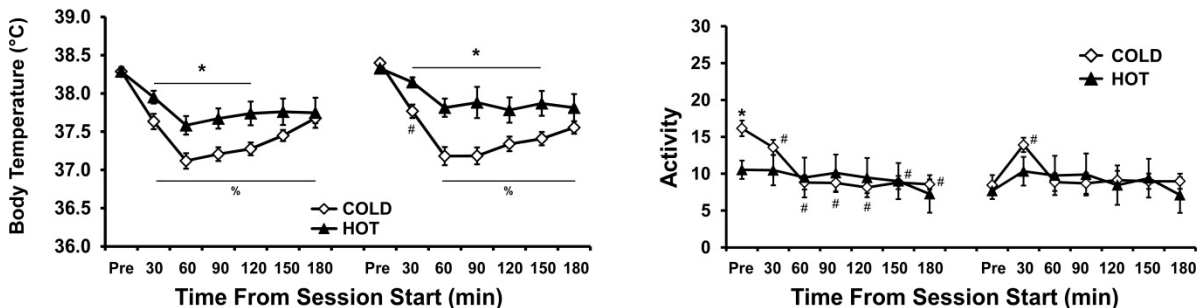 Body Temperature (°C)
39.0
38.5
38.0
37.5
37.0
36.5
36.0
*
*
#
%
%
COLD
HOT
Pre 30 60 90 120 150 180 Pre 30 60 90 120 150 180
Time From Session Start (min)
Activity
30
25
20
15
10
5
0
COLD
HOT
*
#
#
#
#
#
#
#
#
Pre 30 60 90 120 150 180 Pre 30 60 90 120 150 180
Time From Session Start (min)